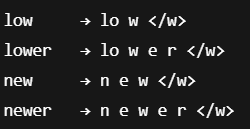 low    → lo w </w>
lower  → lo w e r </w>
new    → n e w </w>
newer  → n e w e r </w>